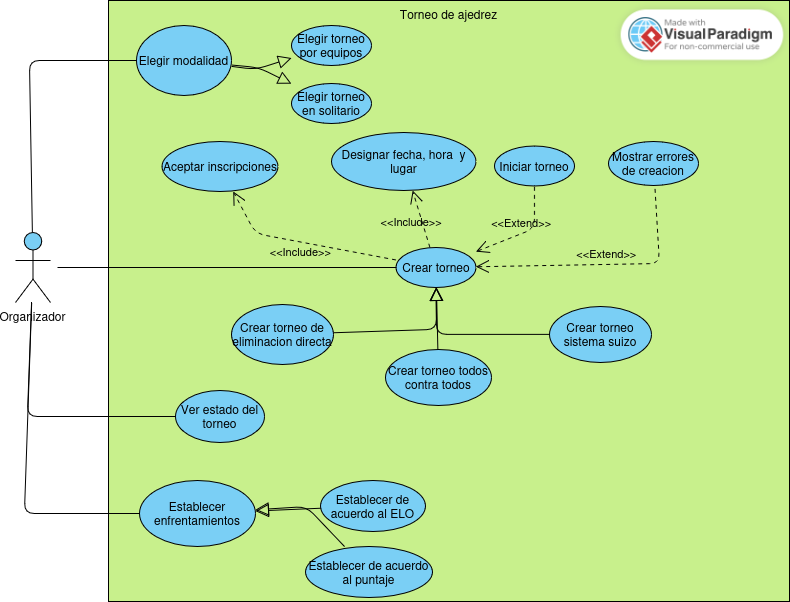 Torneo de ajedrez
Made with
VisualParadigm
For non-commercial use
Elegir modalidad
Elegir torneo
por equipos
Elegir torneo
en solitario
Aceptar inscripciones
Designar fecha, hora y
lugar
Iniciar torneo
Mostrar errores
de creacion
<<Include>>
<<Extend>>
<<Include>>
<<Extend>>
Crear torneo
Organizador
Crear torneo de
eliminacion directa
Crear torneo
sistema suizo
Crear torneo todos
contra todos
Ver estado del
torneo
Establecer
enfrentamientos
Establecer de
acuerdo al ELO
Establecer de acuerdo
al puntaje